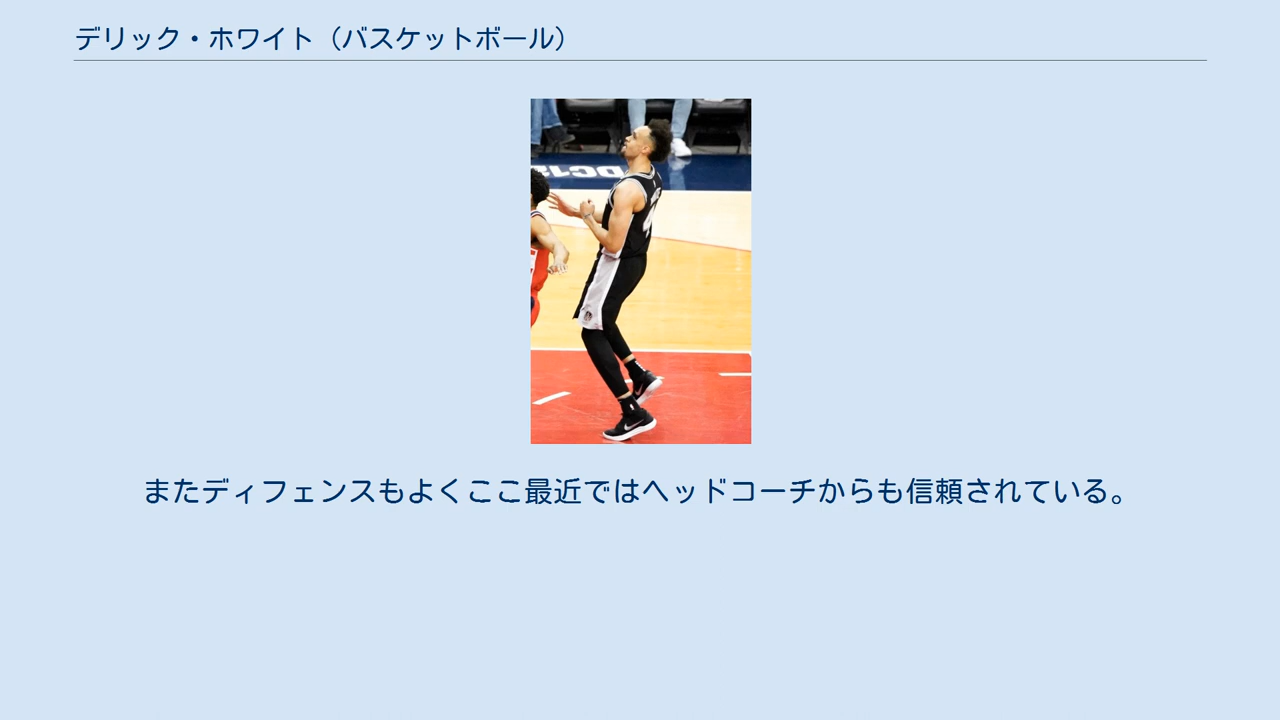 デリック・ホワイト（バスケットボール）
またディフェンスもよくここ最近ではヘッドコーチからも信頼されている。